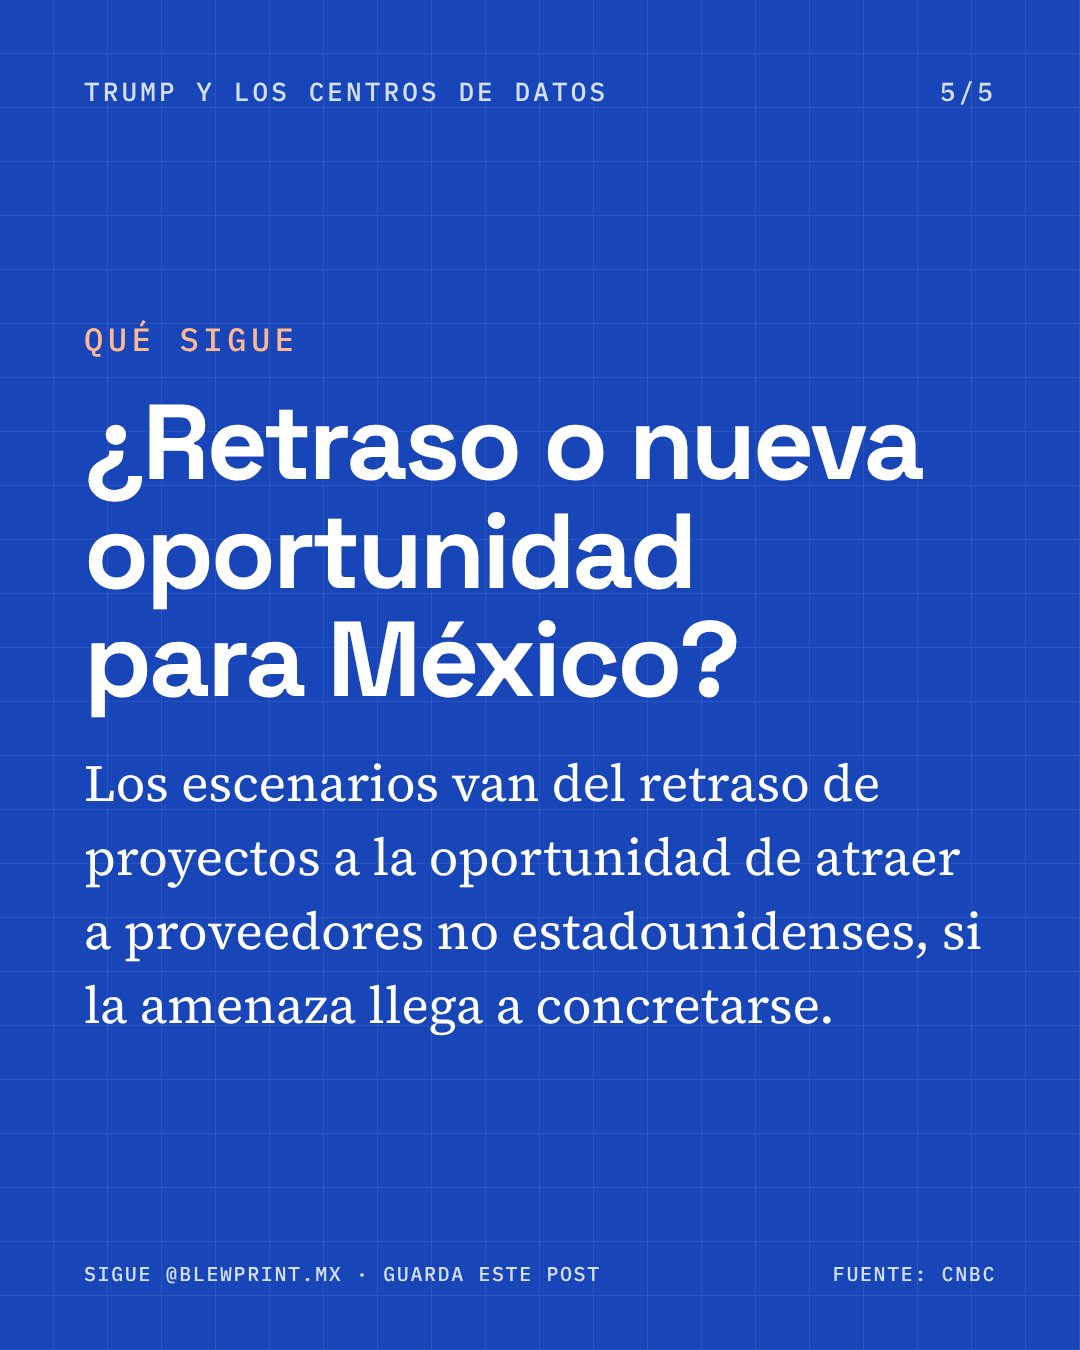 TRUMP Y LOS CENTROS DE DATOS
5/5
QUÉ SIGUE
¿Retraso o nueva
oportunidad
para México?
Los escenarios van del retraso de
proyectos a la oportunidad de atraer
a proveedores no estadounidenses, si
la amenaza llega a concretarse.
SIGUE @BLEWPRINT.MX · GUARDA ESTE POST
FUENTE: CNBC